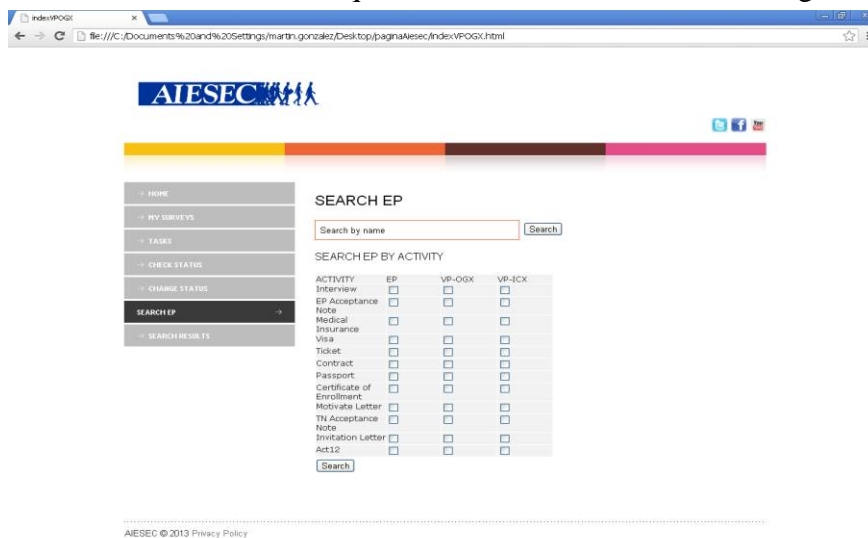 indexVPOGX
file:///C:/Documents%20and%20Settings/martin.gonzalez/Desktop/paginaAiesec/indexVPOGX.html
AIESEC
You
→ HOME
→ MY SURVEYS
→ TASKS
→ CHECK STATUS
→ CHANGE STATUS
SEARCH EP →
→ SEARCH RESULTS
SEARCH EP
Search by name Search
SEARCH EP BY ACTIVITY
ACTIVITY EP VP-OGX VP-ICX
Interview
EP Acceptance
Note
Medical
Insurance
Visa
Ticket
Contract
Passport
Certificate of
Enrollment
Motivate Letter
TN Acceptance
Note
Invitation Letter
Act12
Search
AIESEC © 2013 Privacy Policy